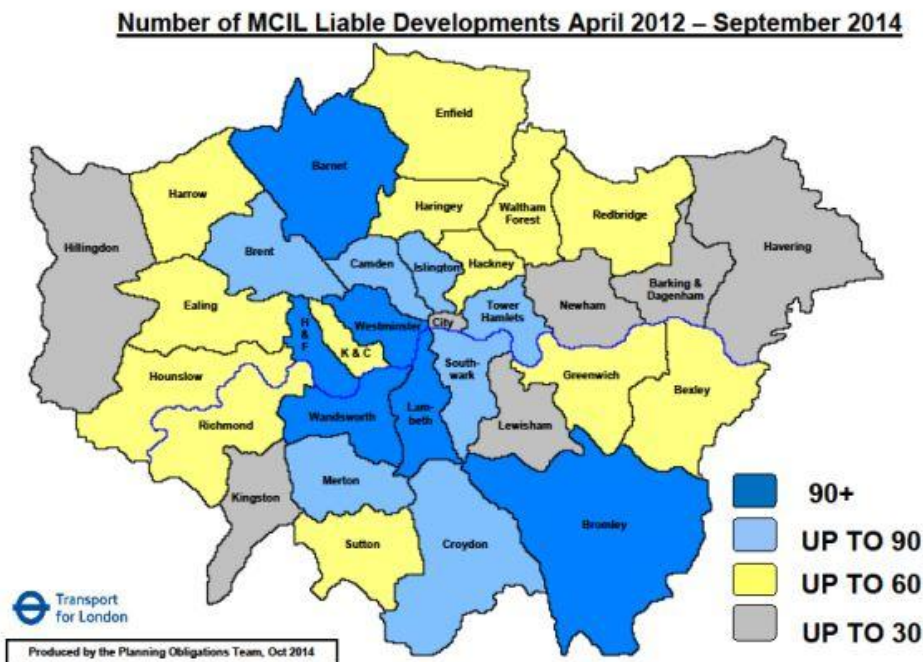 Number of MCIL Liable Developments April 2012 – September 2014
Enfield
Barnet
Harrow
Haringey
Waltham
Forest
Redbridge
Havering
Hillingdon
Brent
Camden
Islington
Hackney
Barking &
Dagenham
Newham
Tower
Hamlets
Ealing
H
&
F
Westminster
City
K & C
South-
wark
Hounslow
Greenwich
Bexley
Richmond
Wandsworth
Lam-
beth
Lewisham
Kingston
Merton
Sutton
Croydon
Bromley
90+
UP TO 90
UP TO 60
UP TO 30
Transport
for London
Produced by the Planning Obligations Team, Oct 2014